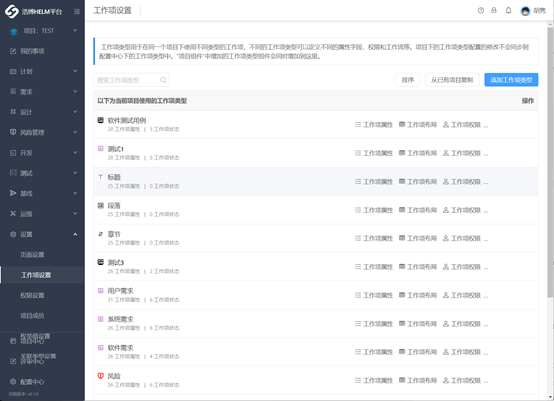 浩博HELM平台
工作项设置
胡隽
项目: TEST
我的事项
计划
需求
设计
风险管理
开发
测试
基线
运维
设置
页面设置
工作项设置
权限设置
项目成员
项目中心
关联类型设置
评审中心
配置中心
工作项类型用于在同一个项目下使用不同类型的工作项，不同的工作项类型可以定义不同的属性字段、权限和工作流等。项目下的工作项类型配置的修改不会同步到
配置中心下的工作项类型中。"项目组件"中增加的工作项类型组件会同时增加到这里。
搜索工作项类型
排序
从已有项目复制
添加工作项类型
以下为当前项目使用的工作项类型
操作
软件测试用例
28 工作项属性 | 3 工作项状态
工作项属性 工作项布局 工作项权限 ...
测试1
28 工作项属性 | 5 工作项状态
工作项属性 工作项布局 工作项权限 ...
标题
25 工作项属性 | 0 工作项状态
工作项属性 工作项布局 工作项权限 ...
段落
25 工作项属性 | 0 工作项状态
工作项属性 工作项布局 工作项权限 ...
章节
25 工作项属性 | 0 工作项状态
工作项属性 工作项布局 工作项权限 ...
测试3
26 工作项属性 | 2 工作项状态
工作项属性 工作项布局 工作项权限 ...
用户需求
31 工作项属性 | 6 工作项状态
工作项属性 工作项布局 工作项权限 ...
系统需求
26 工作项属性 | 6 工作项状态
工作项属性 工作项布局 工作项权限 ...
软件需求
26 工作项属性 | 4 工作项状态
工作项属性 工作项布局 工作项权限 ...
风险
26 工作项属性 | 6 工作项状态
工作项属性 工作项布局 工作项权限 ...